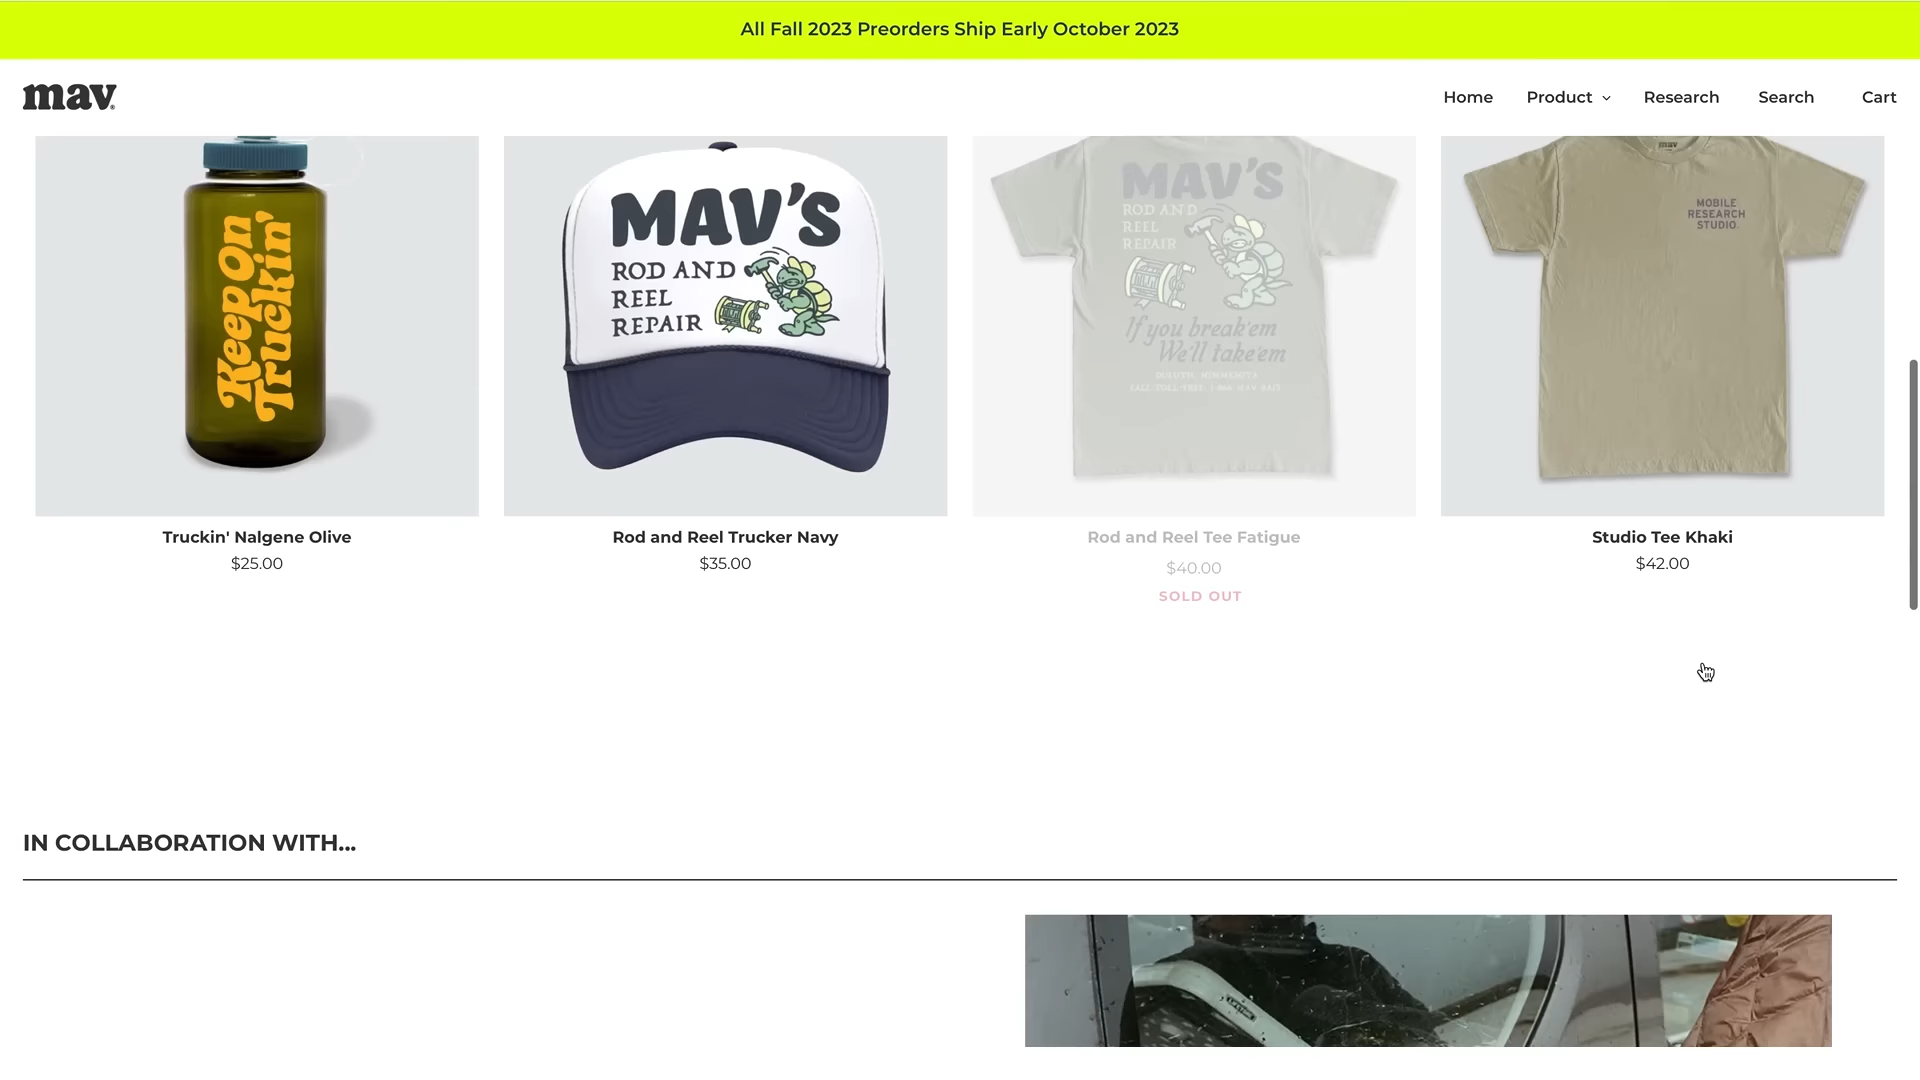 All Fall 2023 Preorders Ship Early October 2023
mav
Home
Product
Research
Search
Cart
Keep On
Truckin'
MAV'S
ROD AND
REEL
REPAIR
MAV'S
ROD AND
REEL
REPAIR
If you break'em
We'll take'em
DULUTH, MINNESOTA
mav
MOBILE
RESEARCH
STUDIO
Truckin' Nalgene Olive
$25.00
Rod and Reel Trucker Navy
$35.00
Rod and Reel Tee Fatigue
$40.00
SOLD OUT
Studio Tee Khaki
$42.00
IN COLLABORATION WITH...
LIFETIME